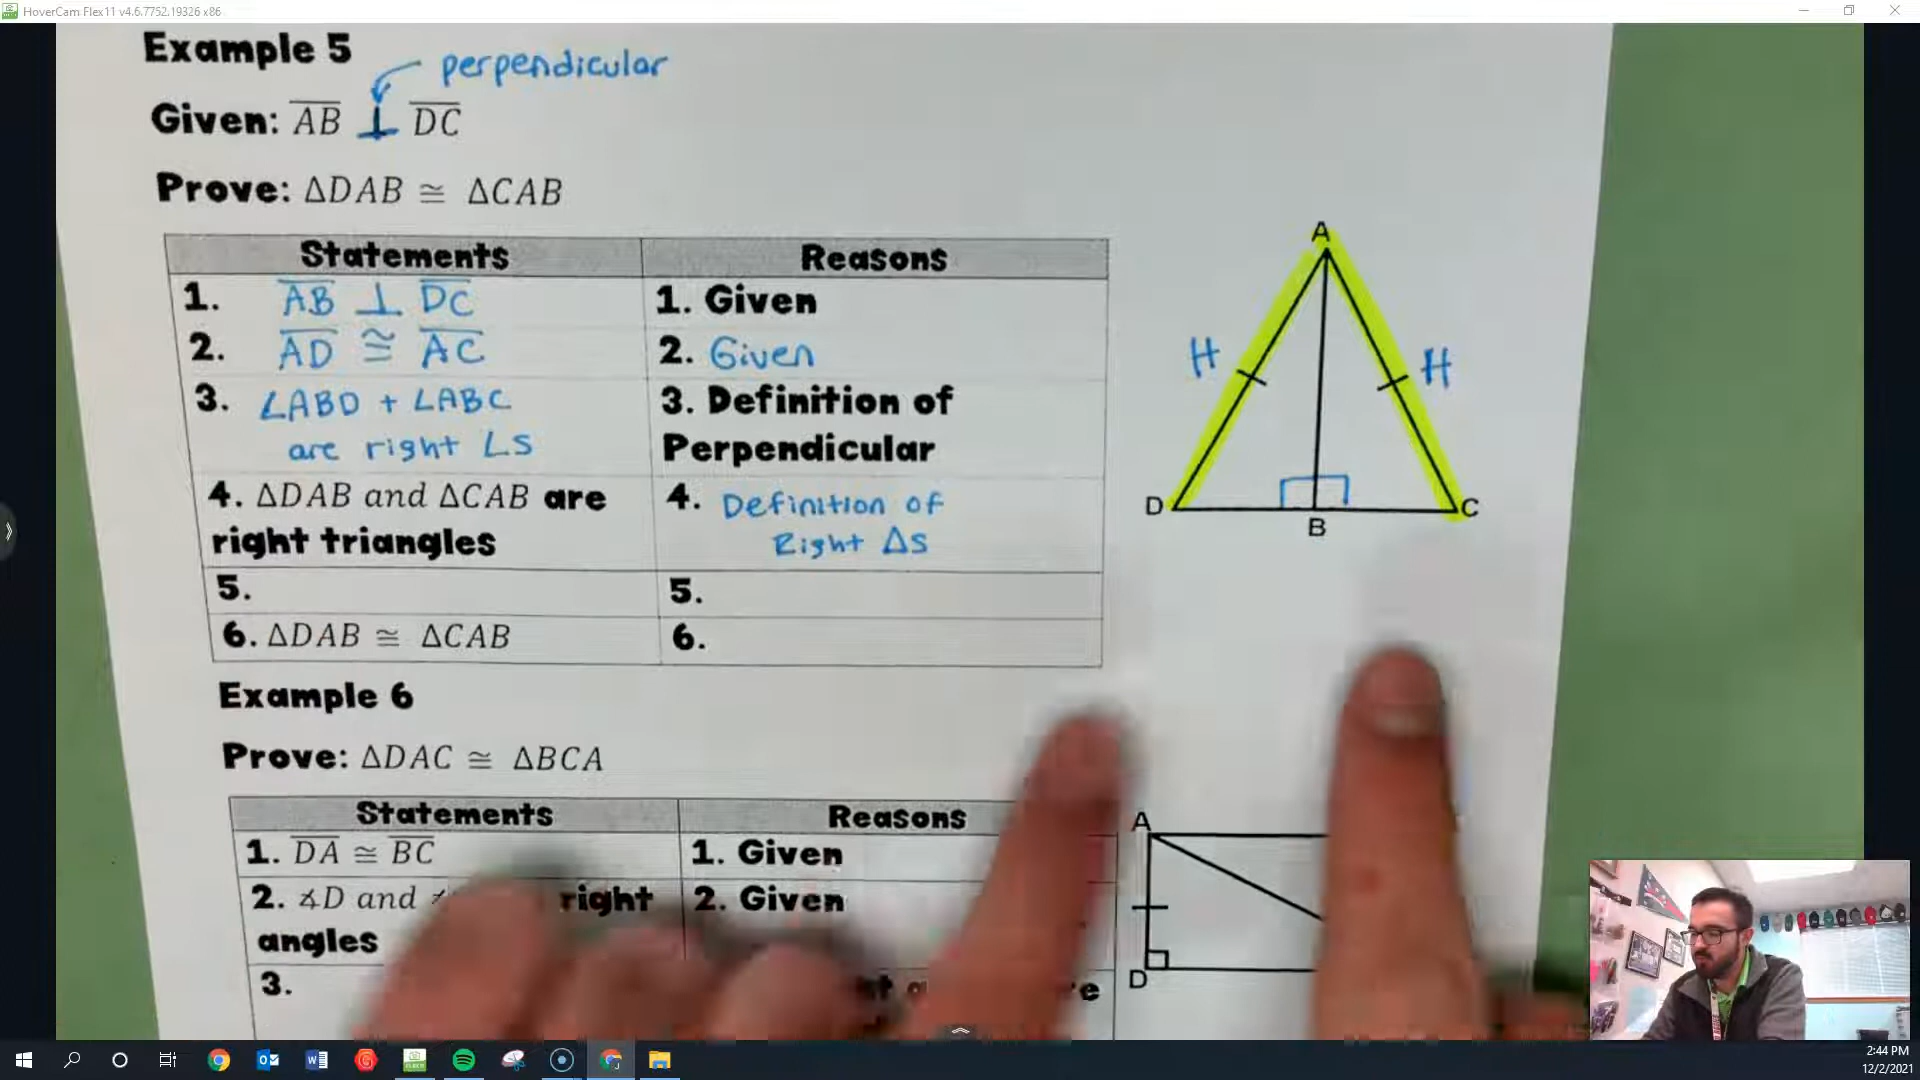 HoverCam Flex11 v4.6.7752.19326 x86
Example 5
perpendicular
Given: AB ⊥ DC
Prove: ΔDAB ≅ ΔCAB
Statements Reasons
1. AB ⊥ DC 1. Given
2. AD ≅ AC 2. Given
3. ∠ABD + ∠ABC 3. Definition of
are right ∠s Perpendicular
4. ΔDAB and ΔCAB are 4. Definition of
right triangles Right Δs
5. 5.
6. ΔDAB ≅ ΔCAB 6.
A
H H
D B C
Example 6
Prove: ΔDAC ≅ ΔBCA
Statements Reasons
1. DA ≅ BC 1. Given
2. ∡D and right 2. Given
angles
3.
A
D
2:44 PM
12/2/2021